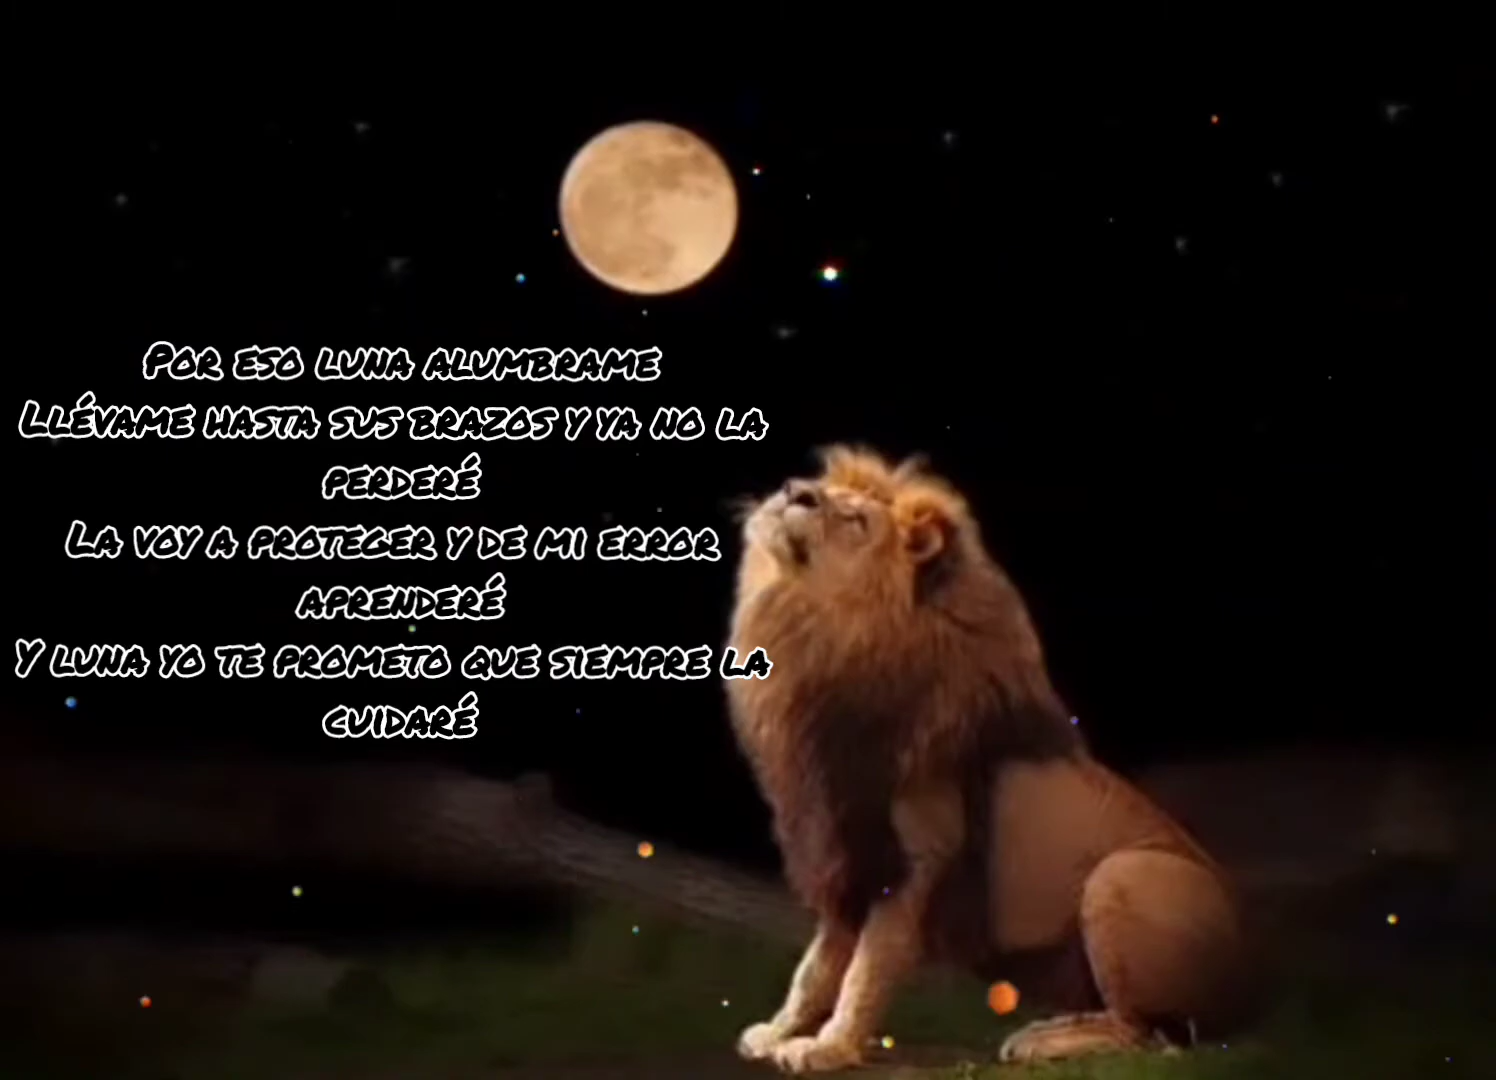 Por eso luna alumbrame
Llévame hasta sus brazos y ya no la
perderé
La voy a proteger y de mi error
aprenderé
Y luna yo te prometo que siempre la
cuidaré